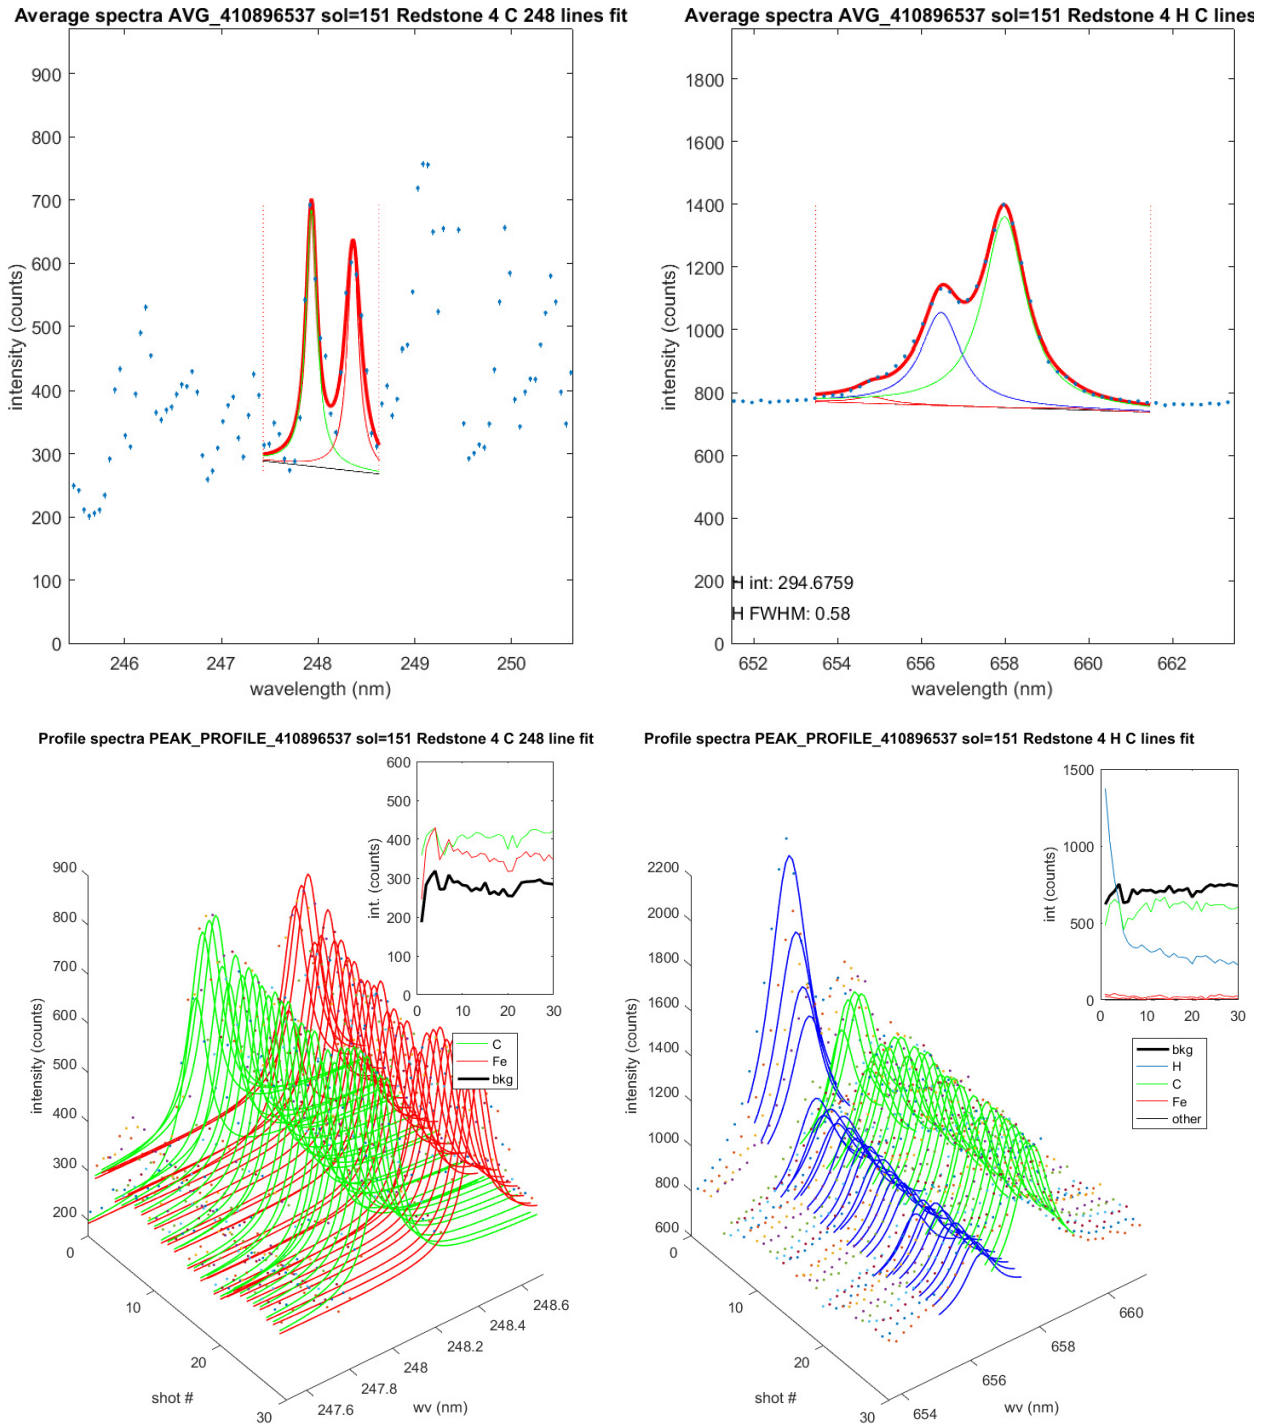 Average spectra AVG_410896537 sol=151 Redstone 4 C 248 lines fit
900
800
700
600
500
400
300
200
100
0
intensity (counts)
246 247 248 249 250
wavelength (nm)
Average spectra AVG_410896537 sol=151 Redstone 4 H C lines
1800
1600
1400
1200
1000
800
600
400
200
0
intensity (counts)
H int: 294.6759
H FWHM: 0.58
652 654 656 658 660 662
wavelength (nm)
Profile spectra PEAK_PROFILE_410896537 sol=151 Redstone 4 C 248 line fit
900
800
700
600
500
400
300
200
intensity (counts)
0
10
20
30
shot #
247.6
247.8
248
248.2
248.4
248.6
wv (nm)
600
500
400
300
200
100
0
int. (counts)
0 10 20 30
C
Fe
bkg
Profile spectra PEAK_PROFILE_410896537 sol=151 Redstone 4 H C lines fit
2200
2000
1800
1600
1400
1200
1000
800
600
intensity (counts)
0
10
20
30
shot #
654
656
658
660
wv (nm)
1500
1000
500
0
int (counts)
0 10 20 30
bkg
H
C
Fe
other